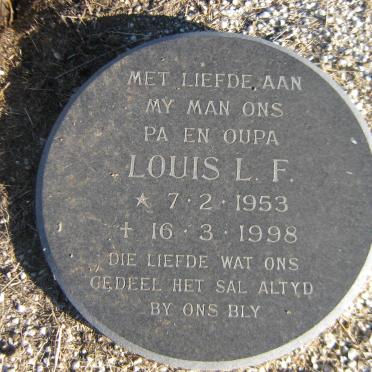 MET LIEFDE AAN
MY MAN ONS
PA EN OUPA
LOUIS L. F.
★ 7·2·1953
† 16·3·1998
DIE LIEFDE WAT ONS
GEDEEL HET SAL ALTYD
BY ONS BLY